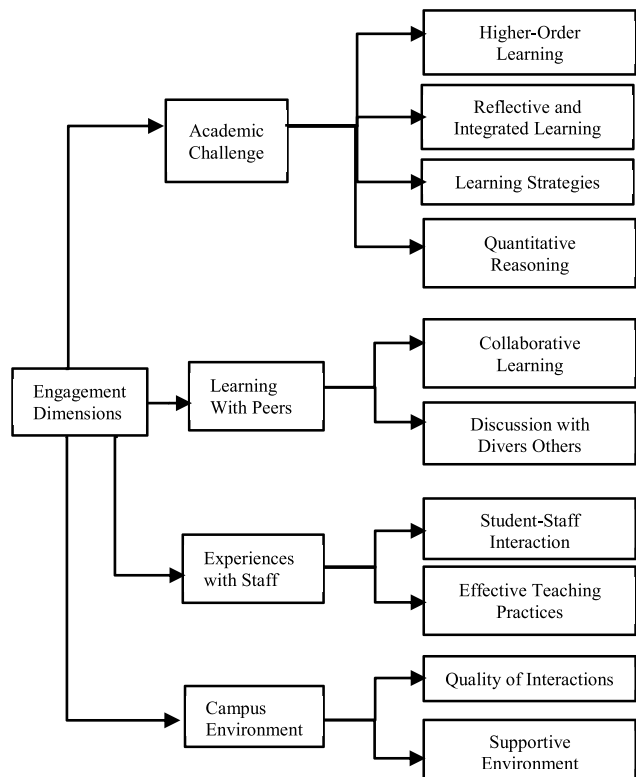 Higher-Order
Learning
Academic
Challenge
Reflective and
Integrated Learning
Learning Strategies
Quantitative
Reasoning
Engagement
Dimensions
Learning
With Peers
Collaborative
Learning
Discussion with
Divers Others
Experiences
with Staff
Student-Staff
Interaction
Effective Teaching
Practices
Campus
Environment
Quality of Interactions
Supportive
Environment